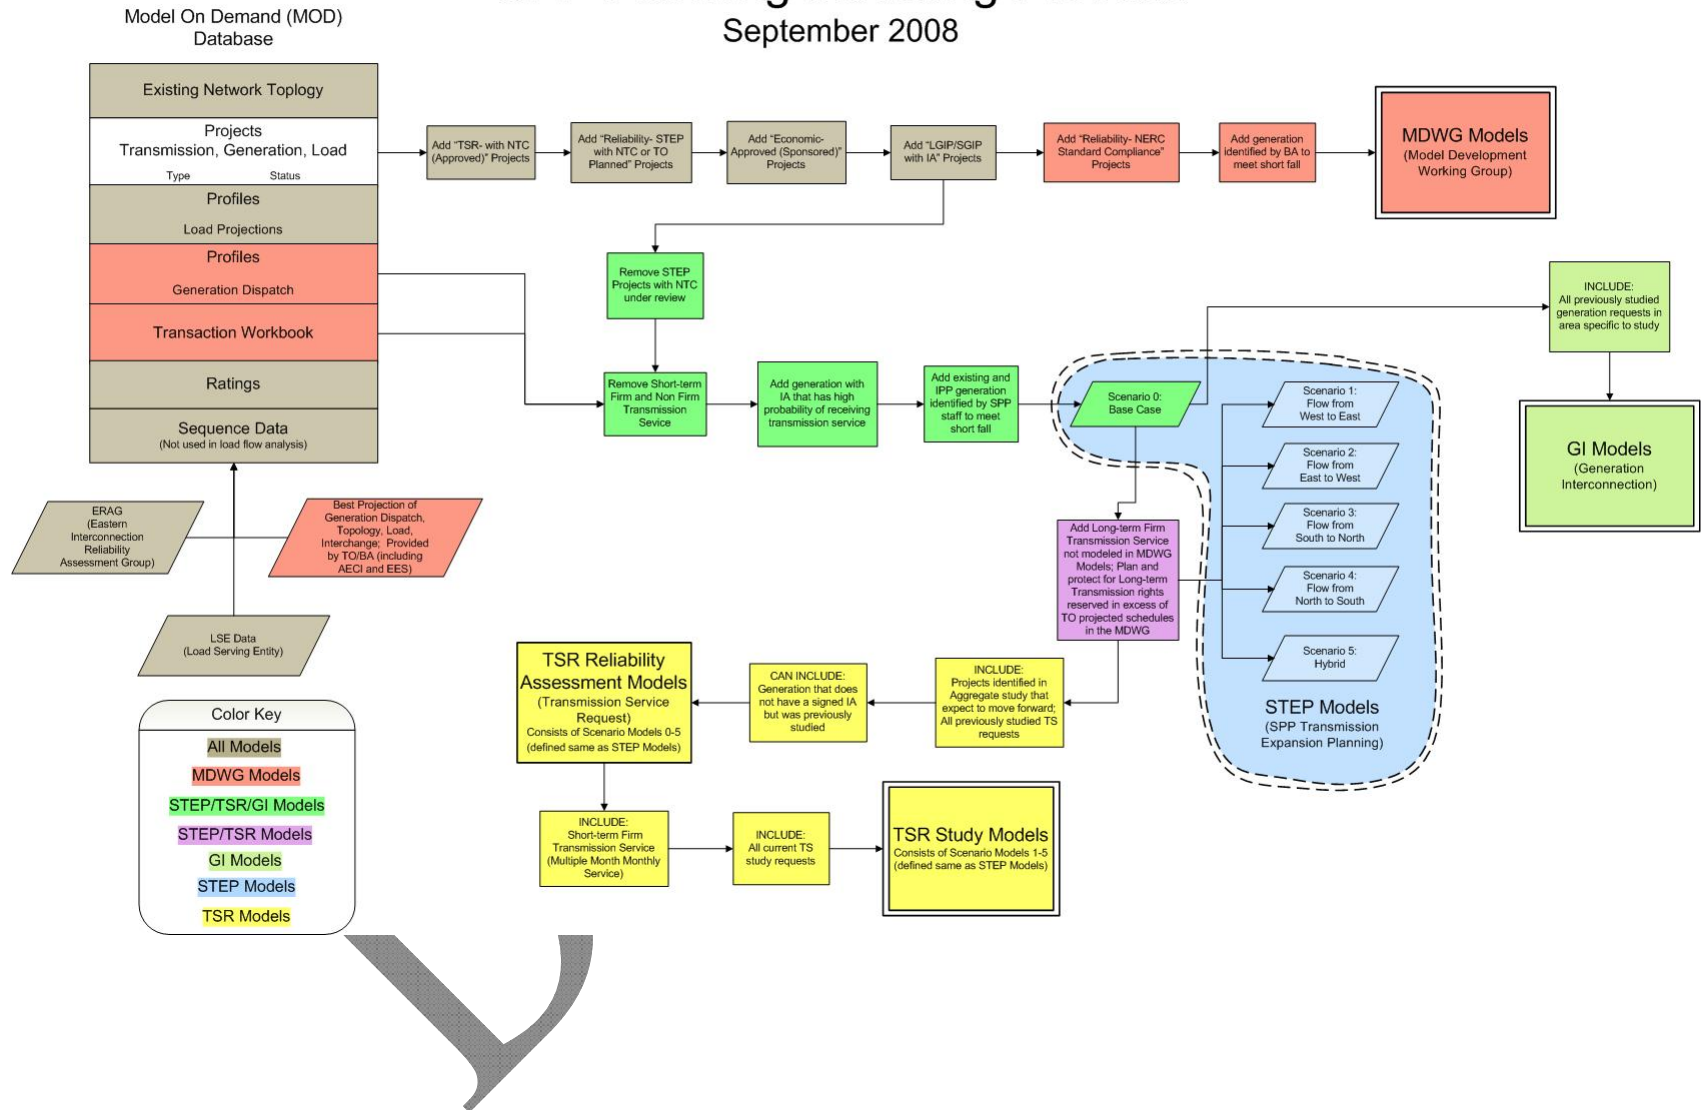 September 2008
Model On Demand (MOD)
Database
Existing Network Toplogy
Projects
Transmission, Generation, Load
Type Status
Profiles
Load Projections
Profiles
Generation Dispatch
Transaction Workbook
Ratings
Sequence Data
(Not used in load flow analysis)
ERAG
(Eastern
Interconnection
Reliability
Assessment Group)
Best Projection of
Generation Dispatch,
Topology, Load,
Interchange; Provided
by TO/BA (including
AECI and EES)
LSE Data
(Load Serving Entity)
Add “TSR- with NTC
(Approved)” Projects
Add “Reliability- STEP
with NTC or TO
Planned” Projects
Add “Economic-
Approved (Sponsored)”
Projects
Add “LGIP/SGIP
with IA” Projects
Add “Reliability- NERC
Standard Compliance”
Projects
Add generation
identified by BA to
meet short fall
MDWG Models
(Model Development
Working Group)
Remove STEP
Projects with NTC
under review
Remove Short-term
Firm and Non Firm
Transmission
Sevice
Add generation with
IA that has high
probability of receiving
transmission service
Add existing and
IPP generation
identified by SPP
staff to meet
short fall
Scenario 0:
Base Case
INCLUDE:
All previously studied
generation requests in
area specific to study
GI Models
(Generation
Interconnection)
Scenario 1:
Flow from
West to East
Scenario 2:
Flow from
East to West
Scenario 3:
Flow from
South to North
Scenario 4:
Flow from
North to South
Scenario 5:
Hybrid
STEP Models
(SPP Transmission
Expansion Planning)
Add Long-term Firm
Transmission Service
not modeled in MDWG
Models; Plan and
protect for Long-term
Transmission rights
reserved in excess of
TO projected schedules
in the MDWG
INCLUDE:
Projects identified in
Aggregate study that
expect to move forward;
All previously studied TS
requests
CAN INCLUDE:
Generation that does
not have a signed IA
but was previously
studied
TSR Reliability
Assessment Models
(Transmission Service
Request)
Consists of Scenario Models 0-5
(defined same as STEP Models)
INCLUDE:
Short-term Firm
Transmission Service
(Multiple Month Monthly
Service)
INCLUDE:
All current TS
study requests
TSR Study Models
Consists of Scenario Models 1-5
(defined same as STEP Models)
Color Key
All Models
MDWG Models
STEP/TSR/GI Models
STEP/TSR Models
GI Models
STEP Models
TSR Models